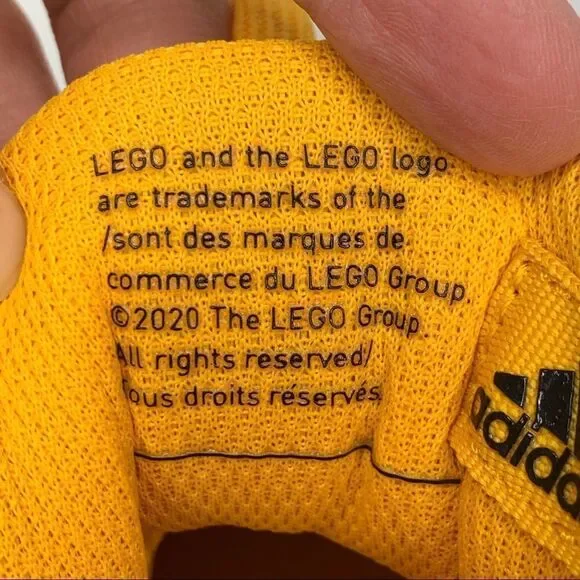 LEGO and the LEGO logo
are trademarks of the
/sont des marques de
commerce du LEGO Group.
©2020 The LEGO Group.
All rights reserved/
Tous droits réservés.
adidas